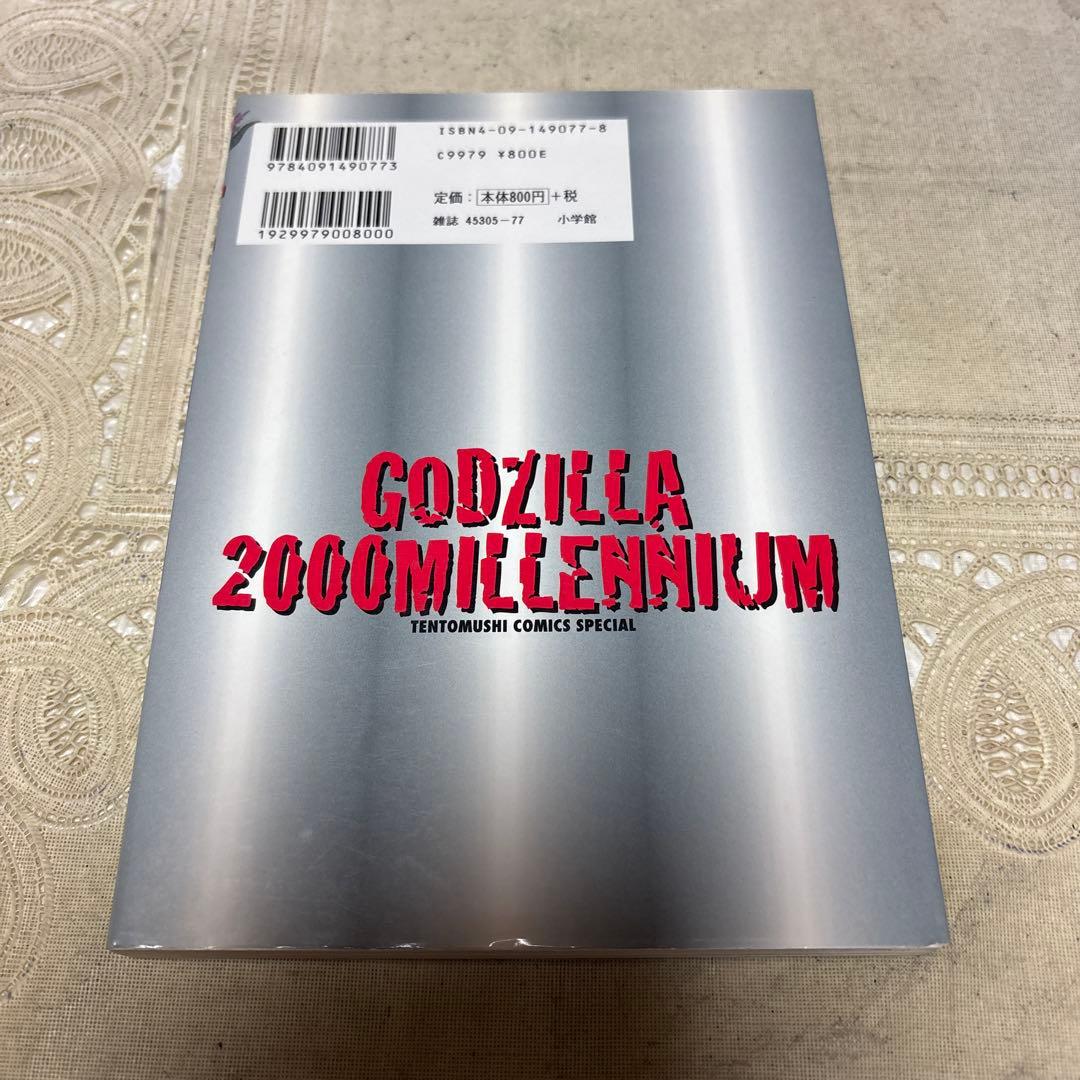 ISBN4-09-149077-8
9784091490773
C9979 ¥800E
定価：本体800円+税
1929979008000
雑誌 45305-77 小学館
GODZILLA
2000MILLENNIUM
TENTOMUSHI COMICS SPECIAL